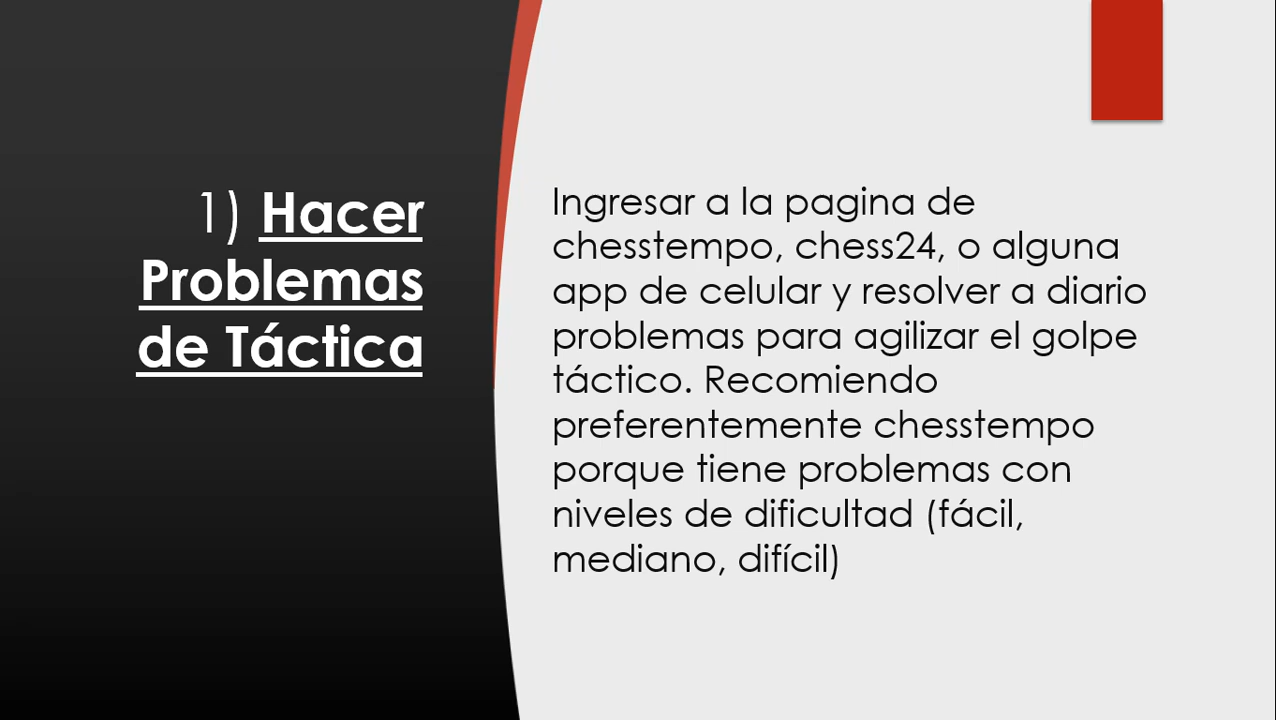 1) Hacer
Problemas
de Táctica
Ingresar a la pagina de
chesstempo, chess24, o alguna
app de celular y resolver a diario
problemas para agilizar el golpe
táctico. Recomiendo
preferentemente chesstempo
porque tiene problemas con
niveles de dificultad (fácil,
mediano, difícil)